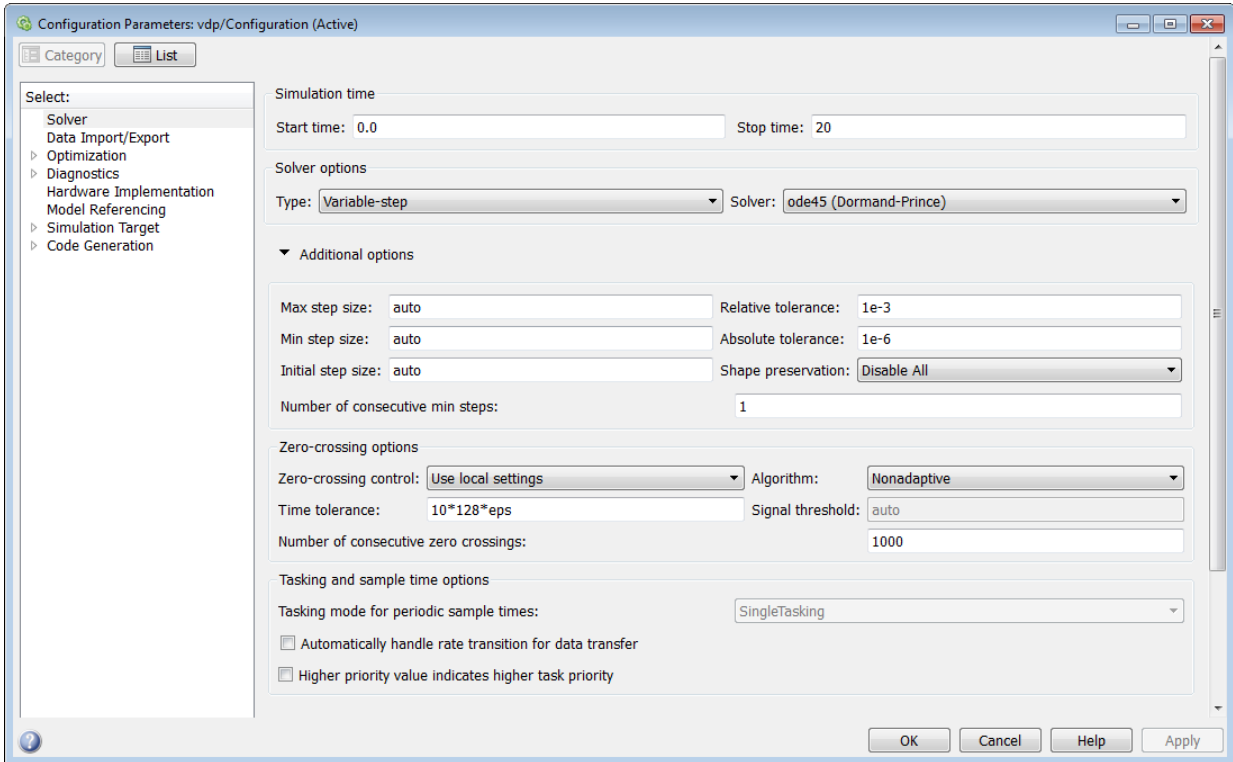 Configuration Parameters: vdp/Configuration (Active)
Category List
Select:
Solver
Data Import/Export
Optimization
Diagnostics
Hardware Implementation
Model Referencing
Simulation Target
Code Generation
Simulation time
Start time: 0.0 Stop time: 20
Solver options
Type: Variable-step Solver: ode45 (Dormand-Prince)
Additional options
Max step size: auto Relative tolerance: 1e-3
Min step size: auto Absolute tolerance: 1e-6
Initial step size: auto Shape preservation: Disable All
Number of consecutive min steps: 1
Zero-crossing options
Zero-crossing control: Use local settings Algorithm: Nonadaptive
Time tolerance: 10*128*eps Signal threshold: auto
Number of consecutive zero crossings: 1000
Tasking and sample time options
Tasking mode for periodic sample times: SingleTasking
Automatically handle rate transition for data transfer
Higher priority value indicates higher task priority
OK Cancel Help Apply